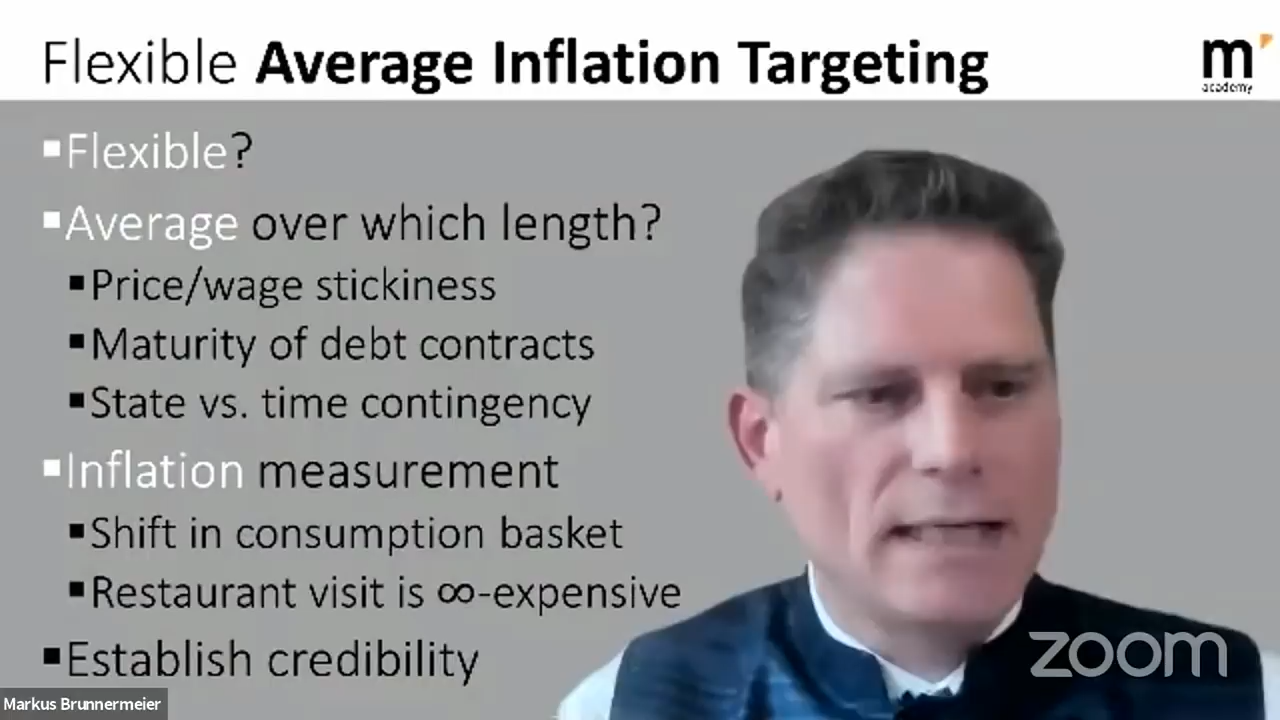 Flexible Average Inflation Targeting
m'
academy
▪Flexible?
▪Average over which length?
▪Price/wage stickiness
▪Maturity of debt contracts
▪State vs. time contingency
▪Inflation measurement
▪Shift in consumption basket
▪Restaurant visit is ∞-expensive
▪Establish credibility
zoom
Markus Brunnermeier